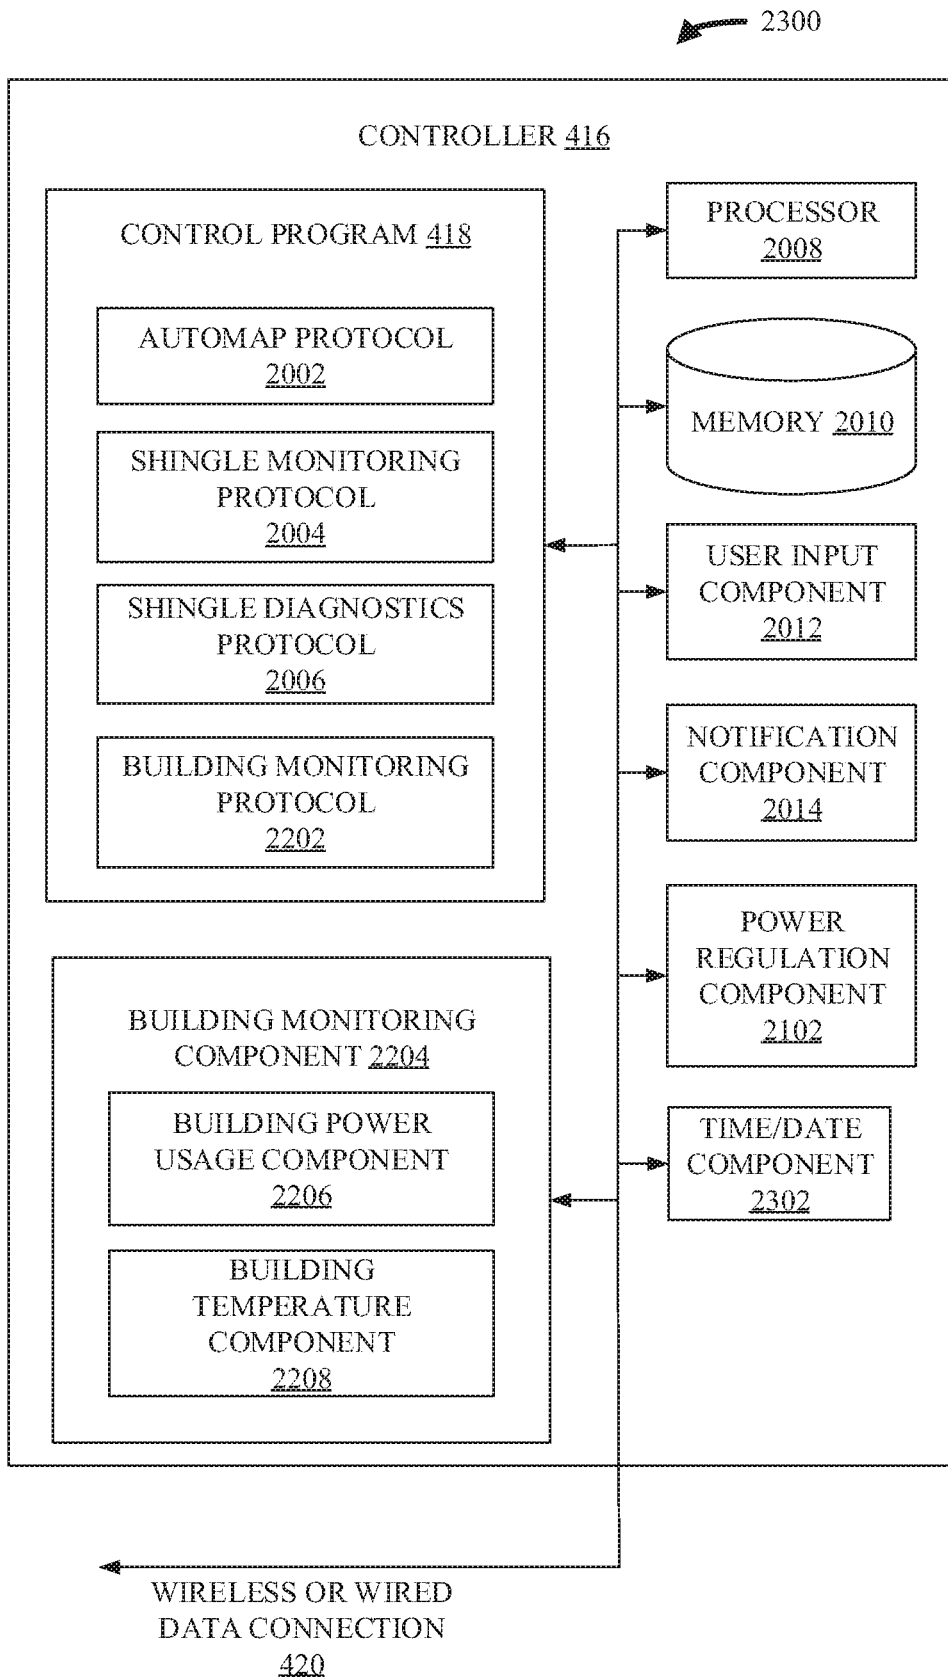 2300
CONTROLLER 416
CONTROL PROGRAM 418
AUTOMAP PROTOCOL
2002
SHINGLE MONITORING
PROTOCOL
2004
SHINGLE DIAGNOSTICS
PROTOCOL
2006
BUILDING MONITORING
PROTOCOL
2202
BUILDING MONITORING
COMPONENT 2204
BUILDING POWER
USAGE COMPONENT
2206
BUILDING
TEMPERATURE
COMPONENT
2208
PROCESSOR
2008
MEMORY 2010
USER INPUT
COMPONENT
2012
NOTIFICATION
COMPONENT
2014
POWER
REGULATION
COMPONENT
2102
TIME/DATE
COMPONENT
2302
WIRELESS OR WIRED
DATA CONNECTION
420